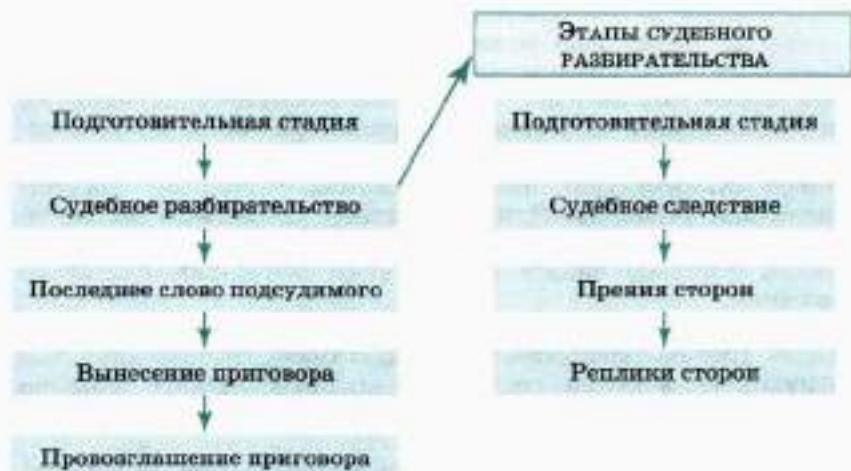 ЭТАПЫ СУДЕБНОГО
РАЗБИРАТЕЛЬСТВА
Подготовительная стадия
Судебное разбирательство
Последнее слово подсудимого
Вынесение приговора
Провозглашение приговора
Подготовительная стадия
Судебное следствие
Прения сторон
Реплики сторон